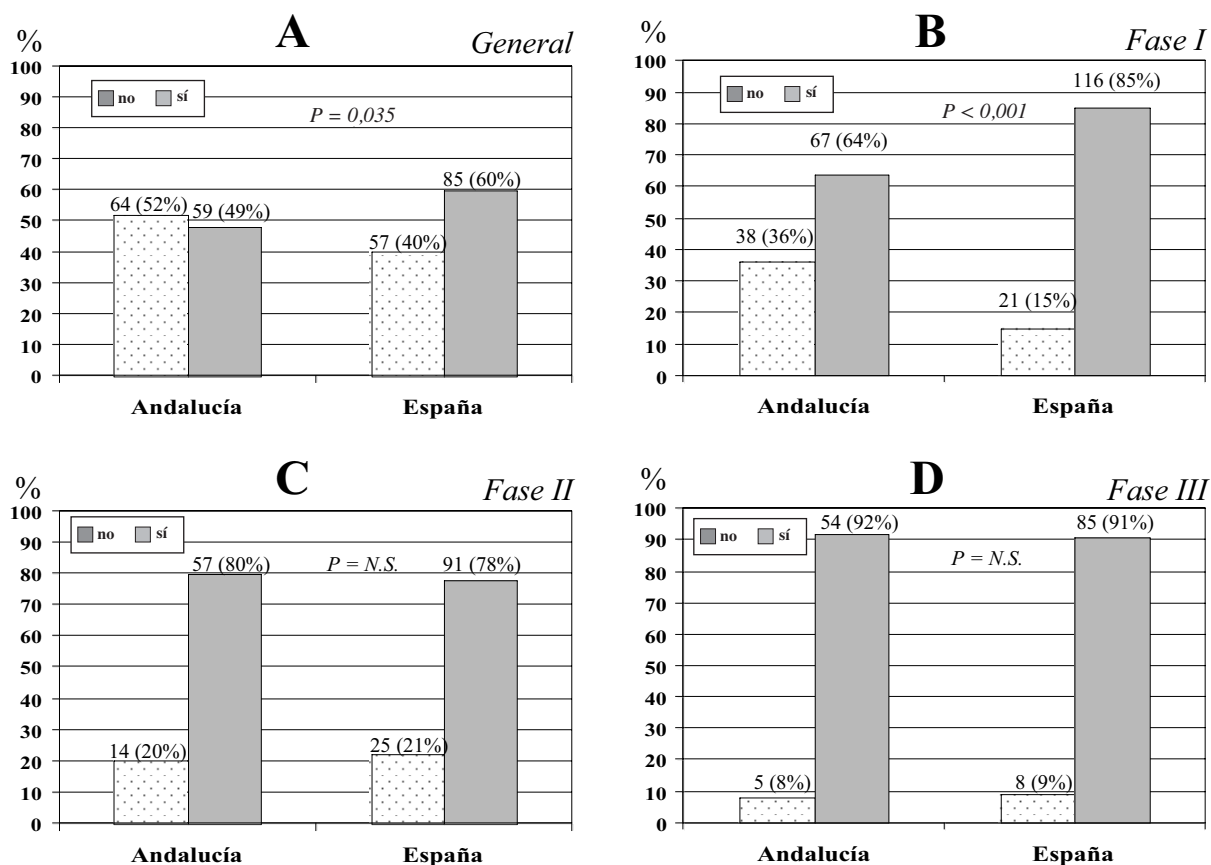 A
General
%
100
90
80
70
60
50
40
30
20
10
0
no sí
P = 0,035
64 (52%) 59 (49%)
57 (40%)
85 (60%)
Andalucía España
B
Fase I
%
100
90
80
70
60
50
40
30
20
10
0
no sí
P < 0,001
38 (36%)
67 (64%)
21 (15%)
116 (85%)
Andalucía España
C
Fase II
%
100
90
80
70
60
50
40
30
20
10
0
no sí
P = N.S.
14 (20%)
57 (80%)
25 (21%)
91 (78%)
Andalucía España
D
Fase III
%
100
90
80
70
60
50
40
30
20
10
0
no sí
P = N.S.
5 (8%)
54 (92%)
8 (9%)
85 (91%)
Andalucía España